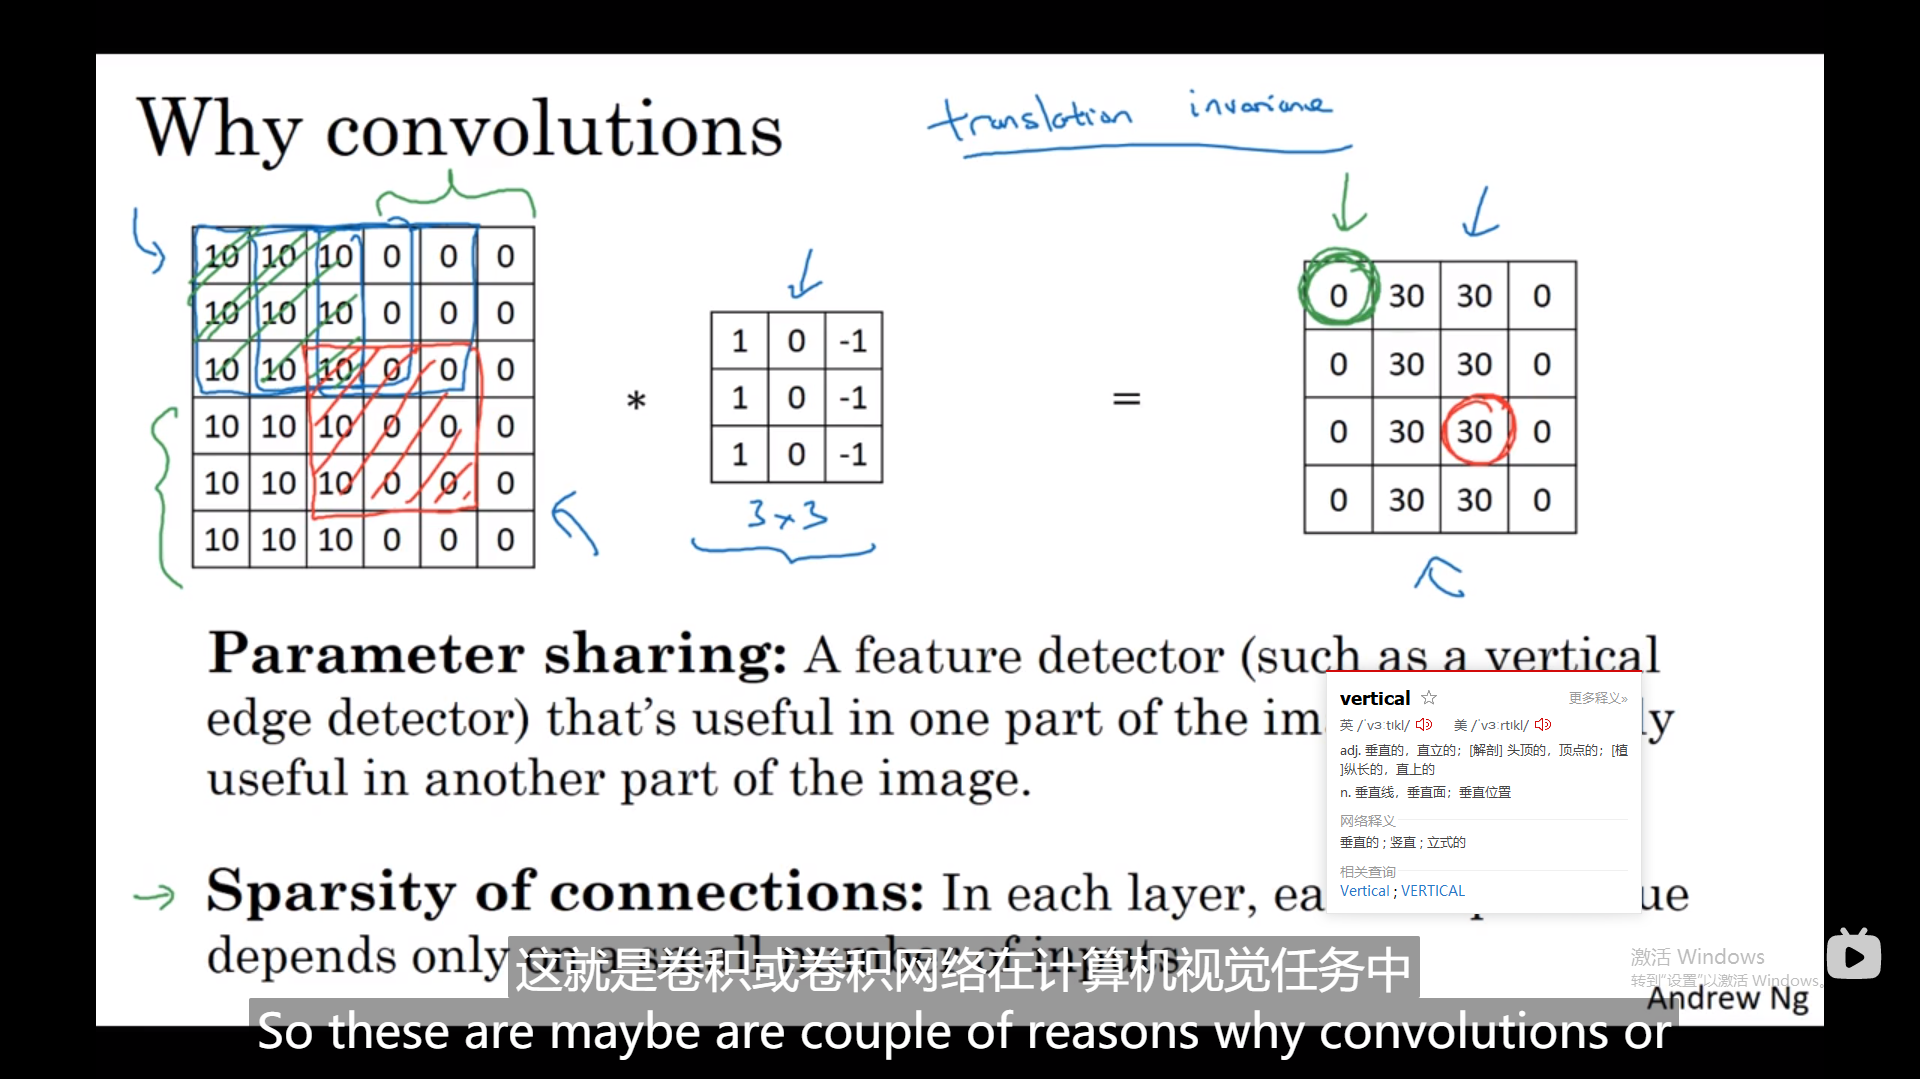 Why convolutions
translation invariance
10 10 10 0 0 0
10 10 10 0 0 0
10 10 10 0 0 0
10 10 10 0 0 0
10 10 10 0 0 0
10 10 10 0 0 0
*
1 0 -1
1 0 -1
1 0 -1
3x3
=
0 30 30 0
0 30 30 0
0 30 30 0
0 30 30 0
Parameter sharing: A feature detector (such as a vertical
edge detector) that's useful in one part of the im ly
useful in another part of the image.
vertical 更多释义»
英 /ˈvɜːtɪkl/ 美 /ˈvɜːrtɪkl/
adj. 垂直的，直立的；[解剖] 头顶的，顶点的；[植
]纵长的，直上的
n. 垂直线，垂直面；垂直位置
网络释义
垂直的 ; 竖直 ; 立式的
相关查询
Vertical ; VERTICAL
Sparsity of connections: In each layer, ea ue
depends only on a small number of inputs
这就是卷积或卷积网络在计算机视觉任务中
激活 Windows
转到"设置"以激活 Windows。
Andrew Ng
So these are maybe are couple of reasons why convolutions or